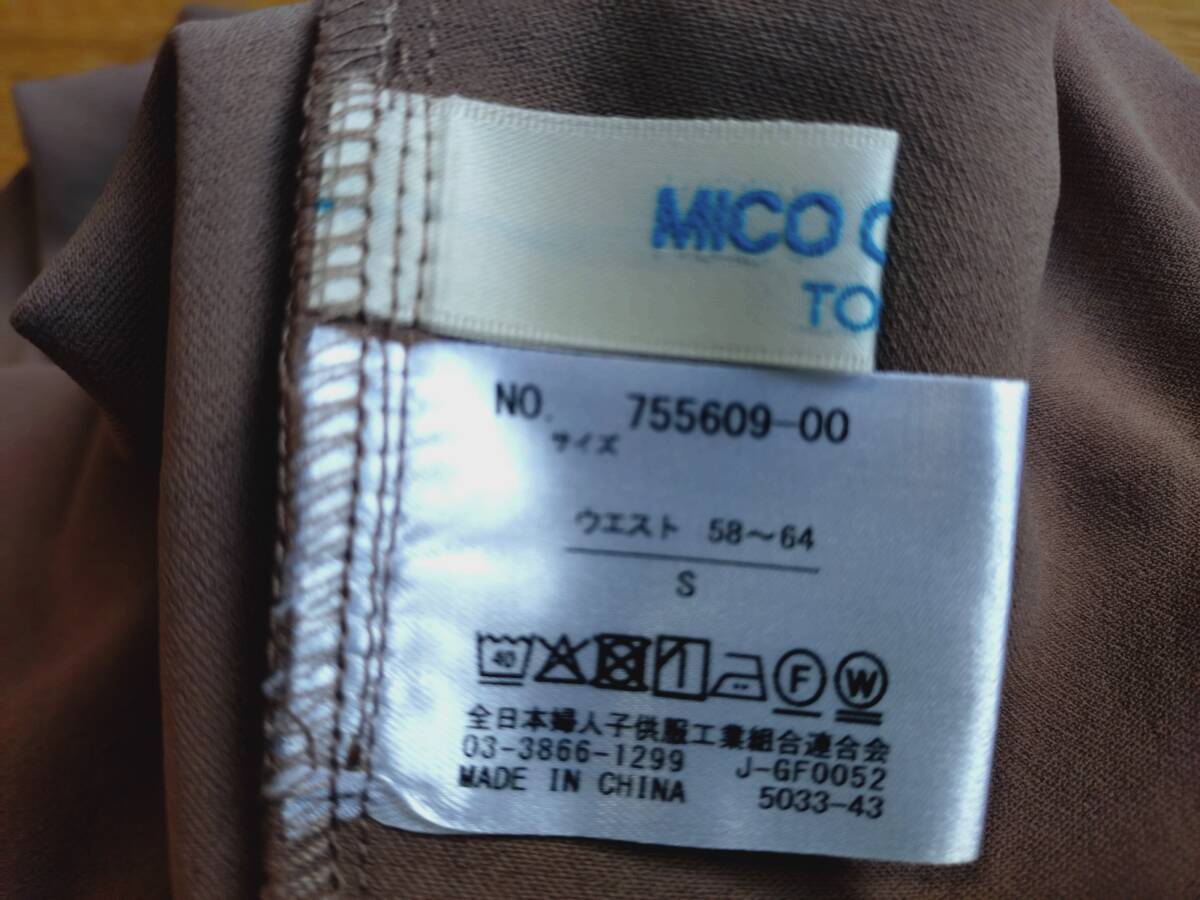 MICO
TO
NO. 755609-00
サイズ
ウエスト 58～64
S
40 F W
全日本婦人子供服工業組合連合会
03-3866-1299 J-GF0052
MADE IN CHINA 5033-43